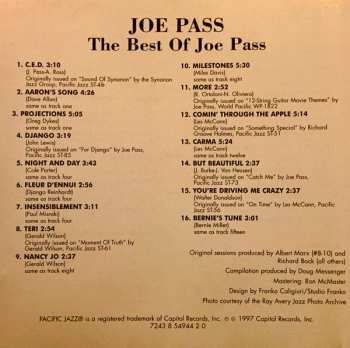 JOE PASS
The Best Of Joe Pass
1. C.E.D. 3:10
(J. Pass-A. Ross)
Originally issued on "Sound Of Synanon" by the Synanon
Jazz Group, Pacific Jazz ST-48
2. AARON'S SONG 4:26
(Dave Allan)
same as track one
3. PROJECTIONS 5:05
(Greg Dykes)
same as track one
4. DJANGO 3:19
(John Lewis)
Originally issued on "For Django" by Joe Pass,
Pacific Jazz ST-85
5. NIGHT AND DAY 3:43
(Cole Porter)
same as track four
6. FLEUR D'ENNUI 2:56
(Django Reinhardt)
same as track four
7. INSENSIBLEMENT 3:11
(Paul Misraki)
same as track four
8. TERI 2:54
(Gerald Wilson)
Originally issued on "Moment Of Truth" by Gerald
Wilson, Pacific Jazz ST-61
9. NANCY JO 2:37
(Gerald Wilson)
same as track eight
10. MILESTONES 5:30
(Miles Davis)
same as track eight
11. MORE 2:52
(R. Ortolani-N. Oliviero)
Originally issued on "12-String Guitar Movie Themes" by
Joe Pass, World Pacific WP-1822
12. COMIN' THROUGH THE APPLE 5:14
(Les McCann)
Originally issued on "Something Special" by Richard
Groove Holmes, Pacific Jazz ST-51
13. CARMA 5:24
(Les McCann)
same as track twelve
14. BUT BEAUTIFUL 2:37
(J. Burke-J. Van Heusen)
Originally issued on "Catch Me" by Joe Pass,
Pacific Jazz ST-73
15. YOU'RE DRIVING ME CRAZY 2:37
(Walter Donaldson)
Originally issued on "On Time" by Les McCann, Pacific
Jazz ST-56
16. BERNIE'S TUNE 3:01
(Bernie Miller)
same as track fifteen
Original sessions produced by Albert Marx (#8-10) and
Richard Bock (all others)
Compilation produced by Doug Messenger
Mastering: Ron McMaster
Design by Franko Caligiuri/Studio Franko
Photo courtesy of the Ray Avery Jazz Photo Archive
PACIFIC JAZZ® is a registered trademark of Capitol Records, Inc. ℗ © 1997 Capitol Records, Inc.
7243 8 54944 2 0